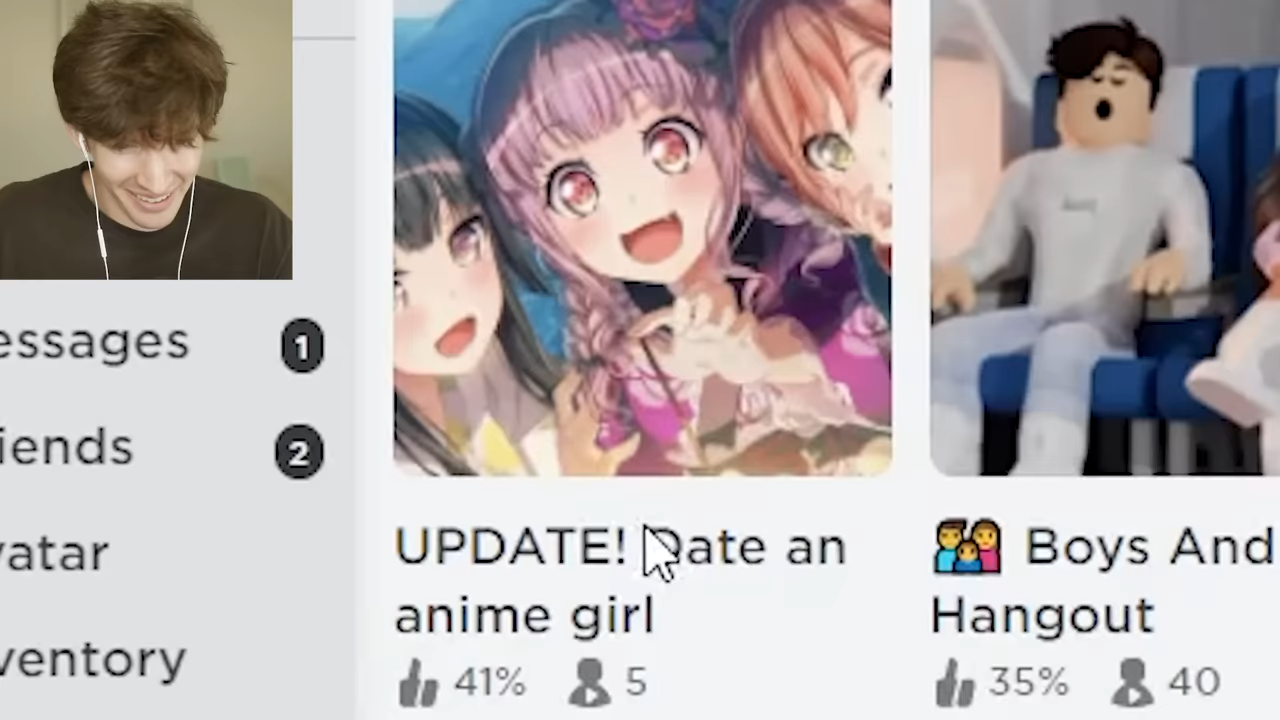 essages 1
iends 2
vatar
ventory
UPDATE! Date an
anime girl
41% 5
👨‍👩‍👦 Boys And
Hangout
35% 40